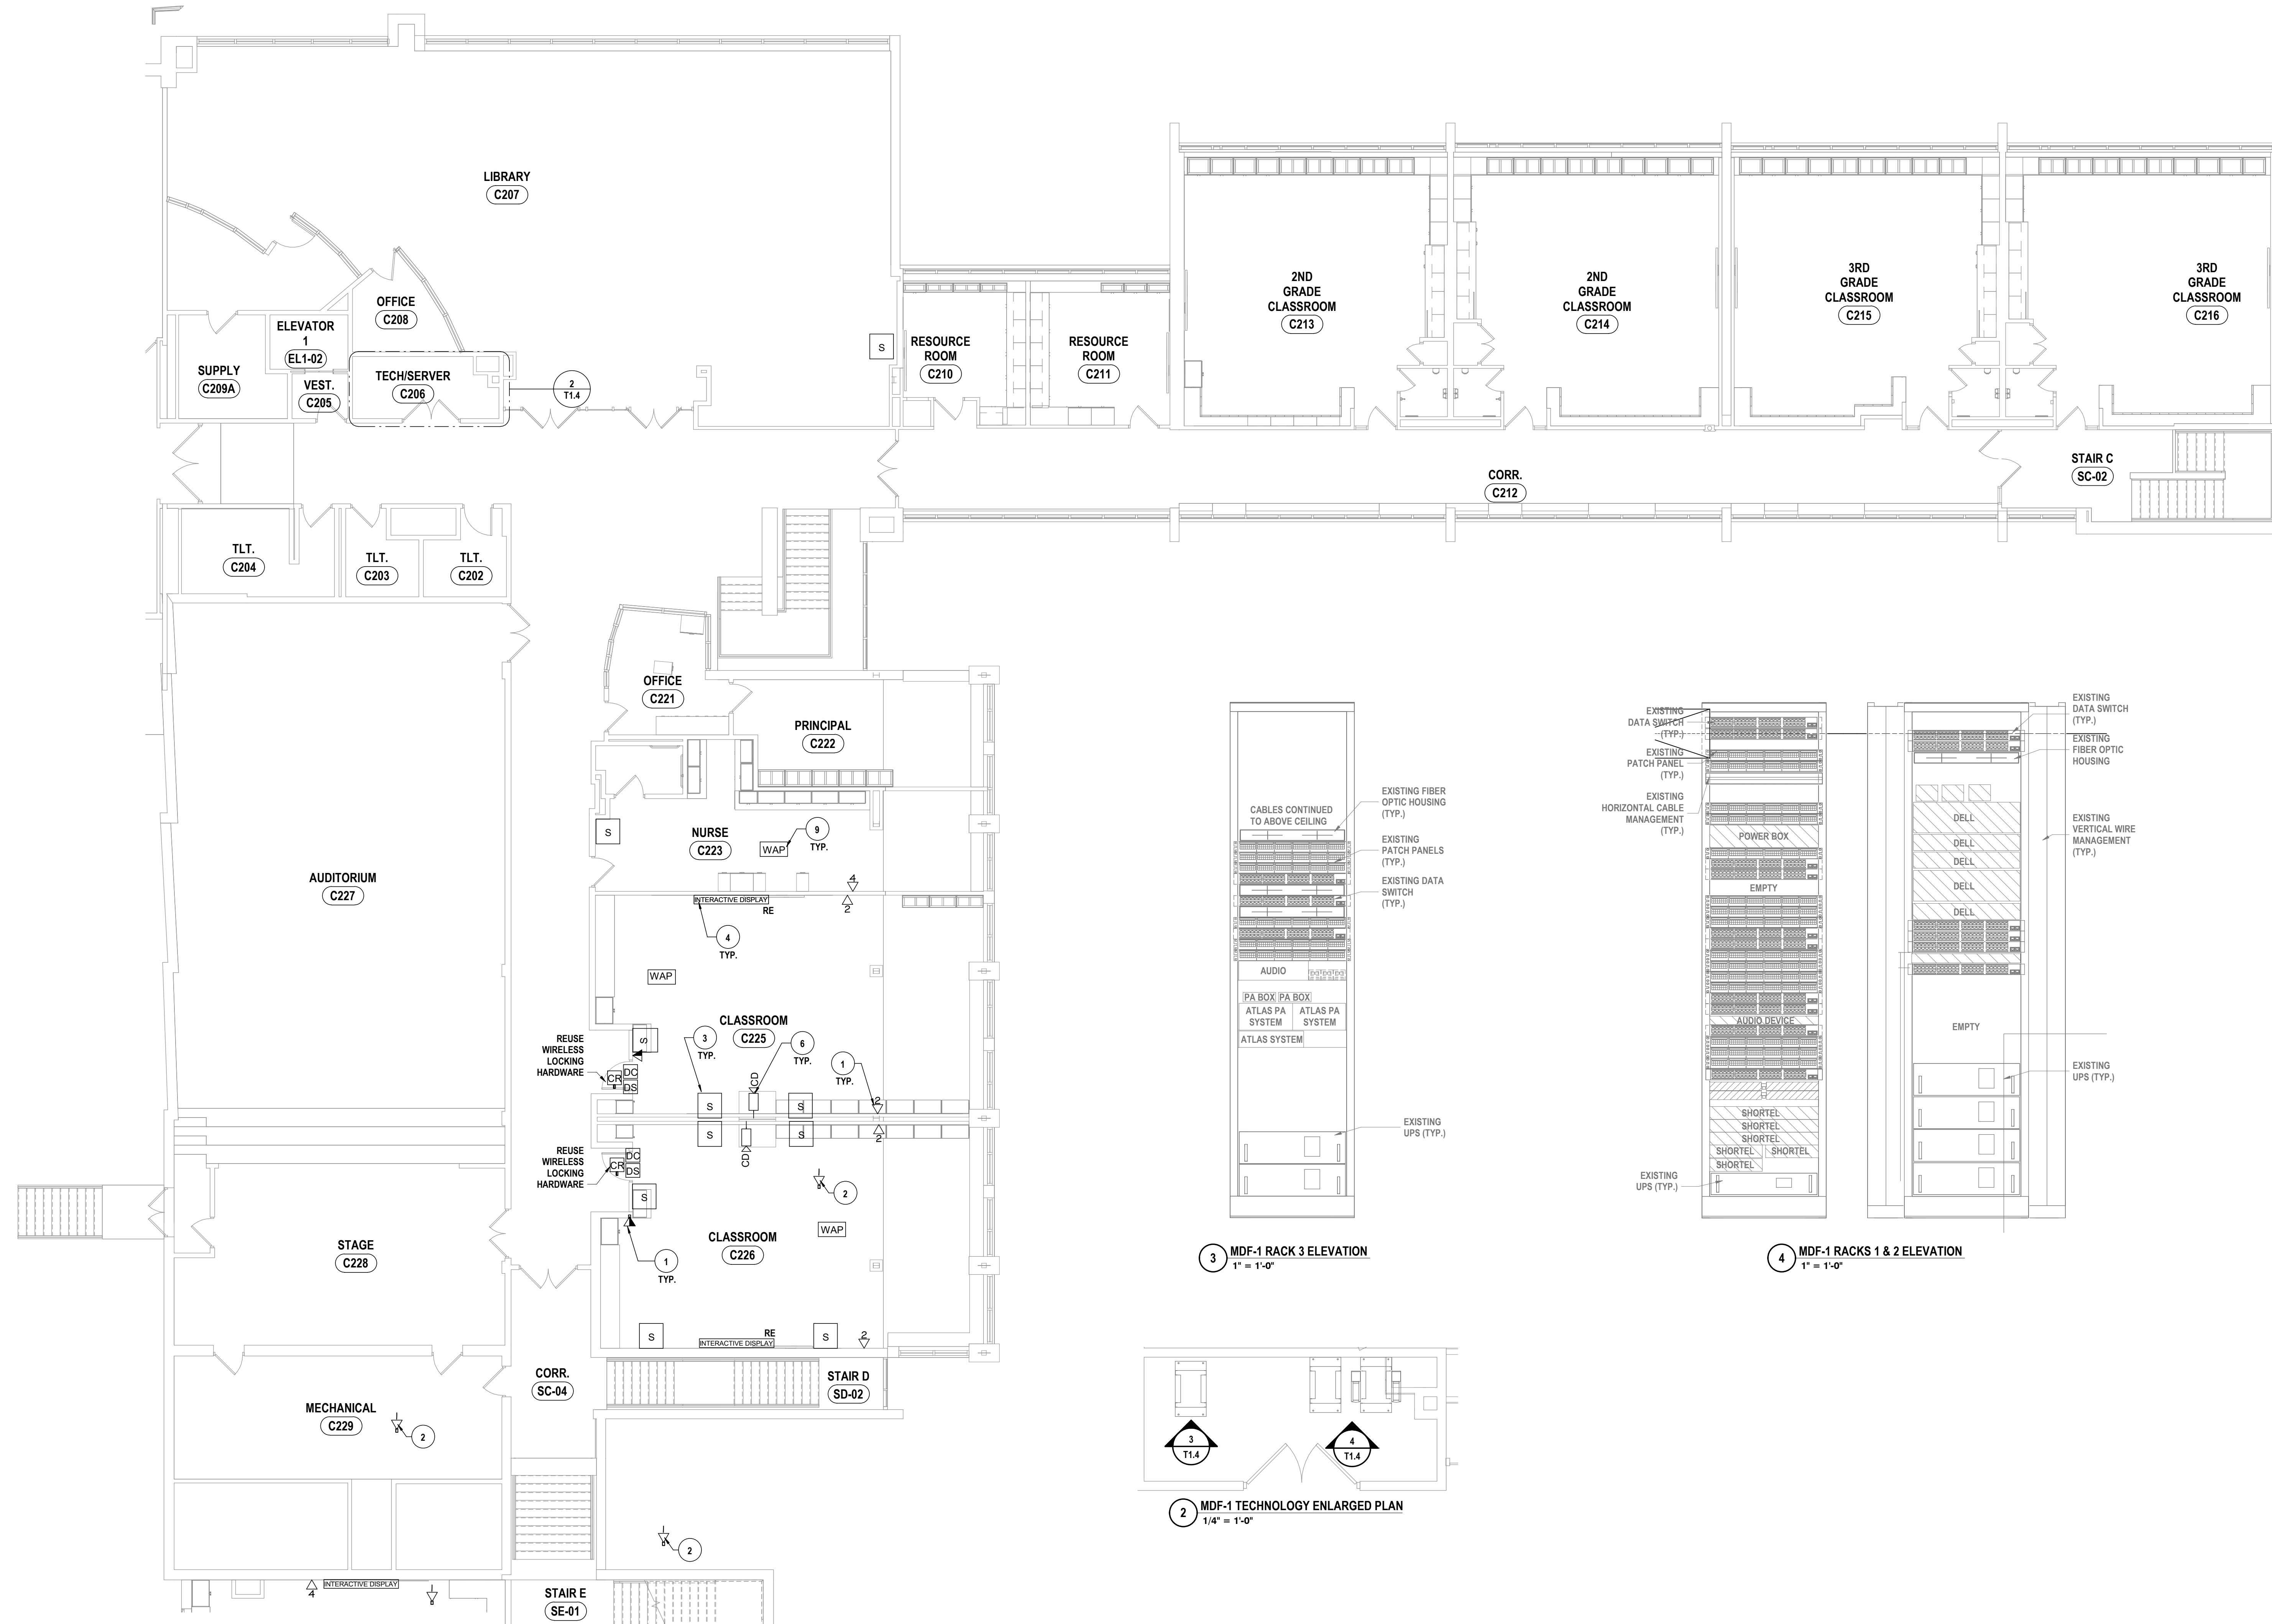 LIBRARY
C207
OFFICE
C208
ELEVATOR
1
EL1-02
SUPPLY
C209A
VEST.
C205
TECH/SERVER
C206
2
T1.4
S
RESOURCE
ROOM
C210
RESOURCE
ROOM
C211
2ND
GRADE
CLASSROOM
C213
2ND
GRADE
CLASSROOM
C214
3RD
GRADE
CLASSROOM
C215
3RD
GRADE
CLASSROOM
C216
CORR.
C212
STAIR C
SC-02
TLT.
C204
TLT.
C203
TLT.
C202
OFFICE
C221
PRINCIPAL
C222
S
NURSE
C223
WAP
9
TYP.
4
INTERACTIVE DISPLAY
RE
2
4
TYP.
WAP
AUDITORIUM
C227
CLASSROOM
C225
S
3
TYP.
6
TYP.
1
TYP.
REUSE
WIRELESS
LOCKING
HARDWARE
CR
DC
DS
S
CD
S
2
S
CD
S
2
REUSE
WIRELESS
LOCKING
HARDWARE
CR
DC
DS
S
2
WAP
CLASSROOM
C226
1
TYP.
S
RE
INTERACTIVE DISPLAY
S
2
STAGE
C228
CORR.
SC-04
STAIR D
SD-02
MECHANICAL
C229
2
2
4
INTERACTIVE DISPLAY
STAIR E
SE-01
CABLES CONTINUED
TO ABOVE CEILING
EXISTING FIBER
OPTIC HOUSING
(TYP.)
EXISTING
PATCH PANELS
(TYP.)
EXISTING DATA
SWITCH
(TYP.)
AUDIO
PA BOX
PA BOX
ATLAS PA
SYSTEM
ATLAS PA
SYSTEM
ATLAS SYSTEM
EXISTING
UPS (TYP.)
3
MDF-1 RACK 3 ELEVATION
1" = 1'-0"
EXISTING
DATA SWITCH
(TYP.)
EXISTING
PATCH PANEL
(TYP.)
EXISTING
HORIZONTAL CABLE
MANAGEMENT
(TYP.)
POWER BOX
EMPTY
AUDIO DEVICE
SHORTEL
SHORTEL
SHORTEL
SHORTEL
SHORTEL
SHORTEL
EXISTING
UPS (TYP.)
EXISTING
DATA SWITCH
(TYP.)
EXISTING
FIBER OPTIC
HOUSING
DELL
DELL
DELL
DELL
DELL
EXISTING
VERTICAL WIRE
MANAGEMENT
(TYP.)
EMPTY
EXISTING
UPS (TYP.)
4
MDF-1 RACKS 1 & 2 ELEVATION
1" = 1'-0"
3
T1.4
4
T1.4
2
MDF-1 TECHNOLOGY ENLARGED PLAN
1/4" = 1'-0"